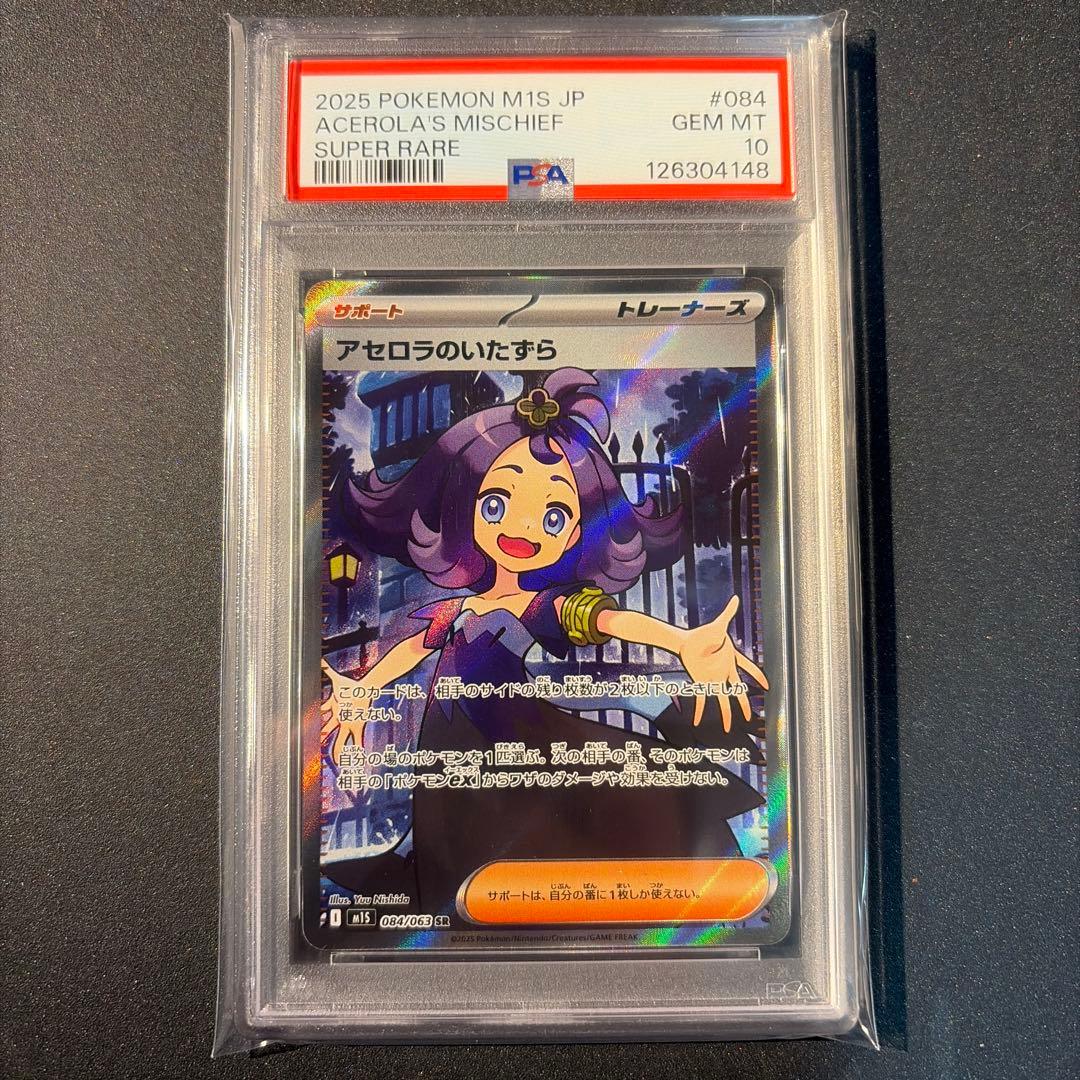 2025 POKEMON M1S JP #084
ACEROLA'S MISCHIEF GEM MT
SUPER RARE 10
PSA 126304148
サポート トレーナーズ
アセロラのいたずら
このカードは、相手のサイドの残り枚数が2枚以下のときにしか
使えない。
自分の場のポケモンを1匹選ぶ。次の相手の番、そのポケモンは
相手の「ポケモンex」からワザのダメージや効果を受けない。
サポートは、自分の番に1枚しか使えない。
Illus. Yuu Nishida
I m1S 084/063 SR
©2025 Pokémon/Nintendo/Creatures/GAME FREAK
PSA